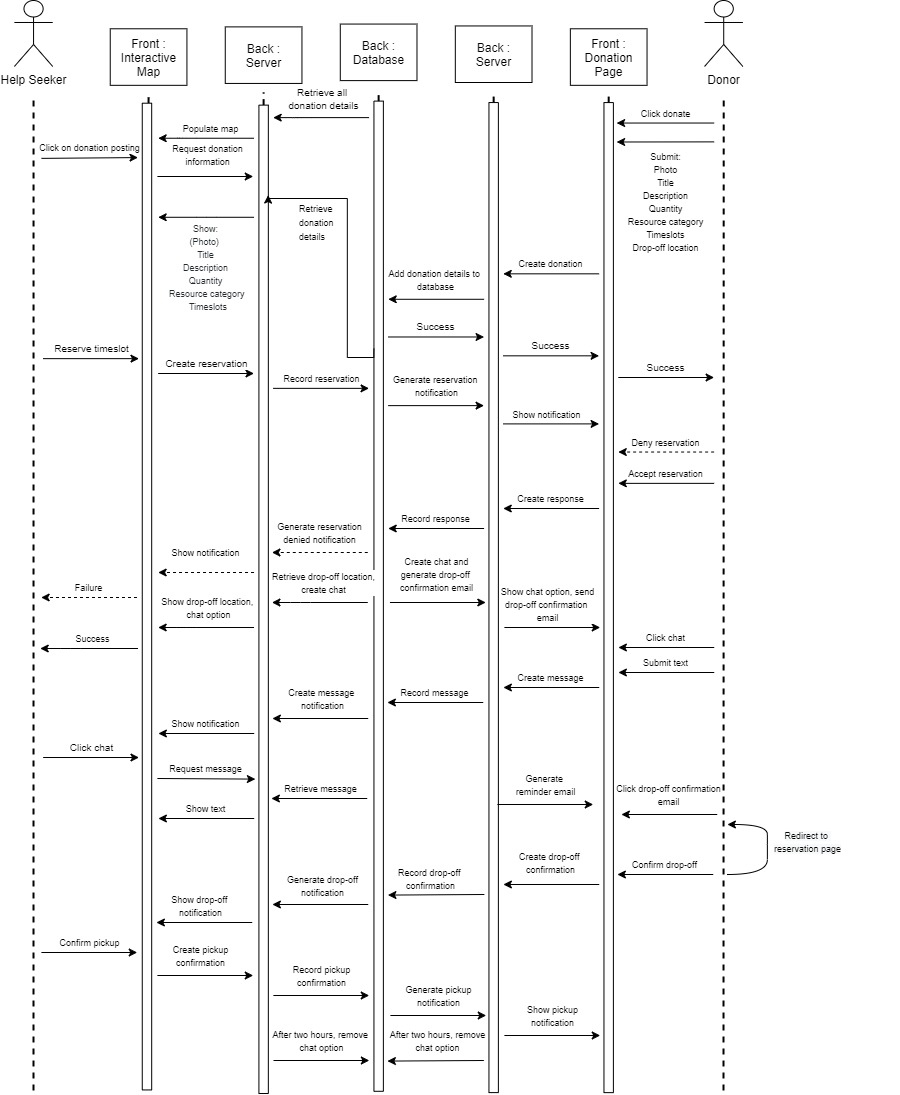 Help Seeker
Front :
Interactive
Map
Back :
Server
Back :
Database
Back :
Server
Front :
Donation
Page
Donor
Retrieve all
donation details
Click donate
Populate map
Click on donation posting
Request donation
information
Submit:
Photo
Title
Description
Quantity
Resource category
Timeslots
Drop-off location
Retrieve
donation
details
Show:
(Photo)
Title
Description
Quantity
Resource category
Timeslots
Create donation
Add donation details to
database
Success
Success
Success
Reserve timeslot
Create reservation
Record reservation
Generate reservation
notification
Show notification
Deny reservation
Accept reservation
Create response
Record response
Generate reservation
denied notification
Show notification
Failure
Retrieve drop-off location,
create chat
Create chat and
generate drop-off
confirmation email
Show chat option, send
drop-off confirmation
email
Show drop-off location,
chat option
Success
Click chat
Submit text
Create message
Record message
Create message
notification
Show notification
Click chat
Request message
Retrieve message
Show text
Generate
reminder email
Click drop-off confirmation
email
Redirect to
reservation page
Confirm drop-off
Create drop-off
confirmation
Record drop-off
confirmation
Generate drop-off
notification
Show drop-off
notification
Confirm pickup
Create pickup
confirmation
Record pickup
confirmation
Generate pickup
notification
Show pickup
notification
After two hours, remove
chat option
After two hours, remove
chat option